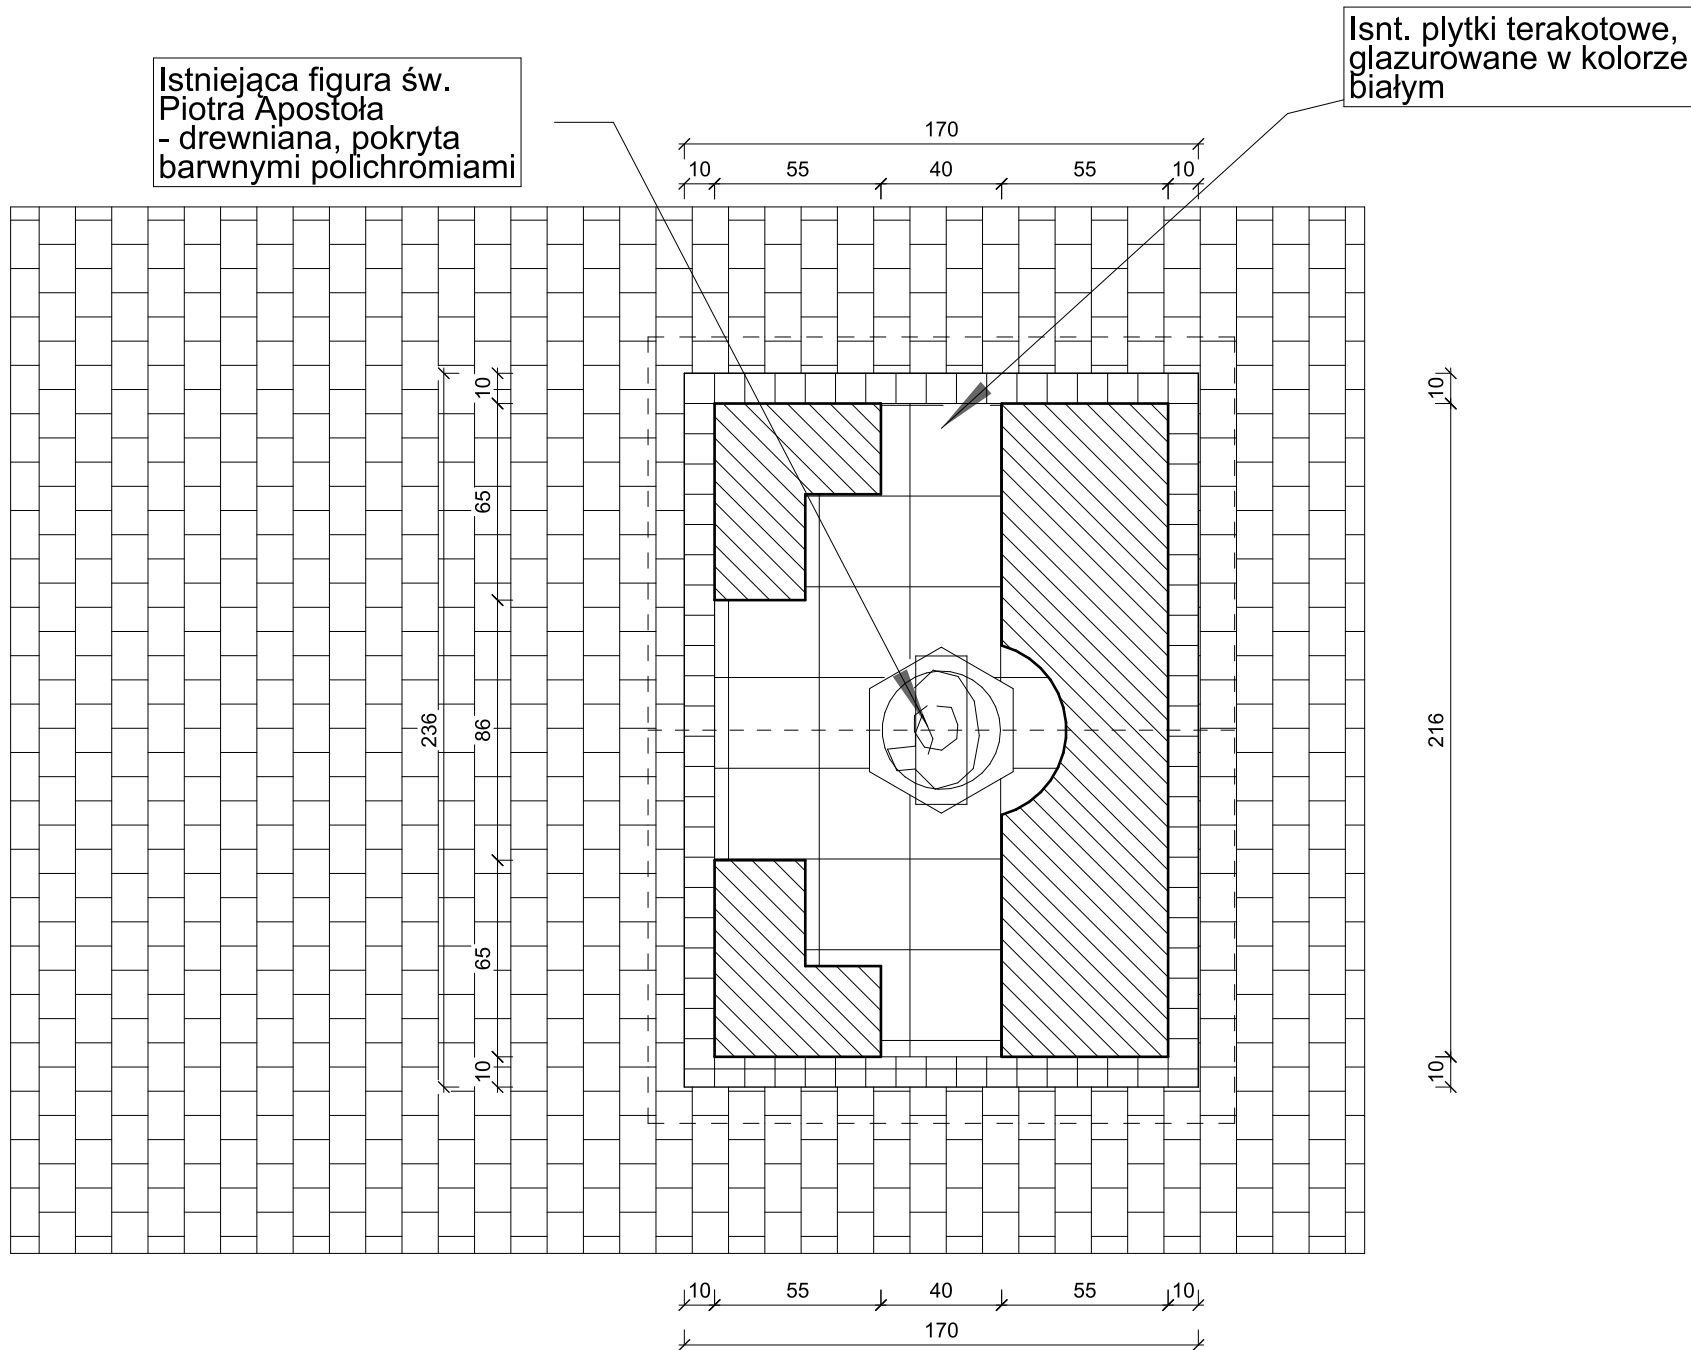 Istniejąca figura św.
Piotra Apostoła
- drewniana, pokryta
barwnymi polichromiami
Isnt. plytki terakotowe,
glazurowane w kolorze
białym
170
10 55 40 55 10
10
65
236
86
65
10
10
216
10
10 55 40 55 10
170